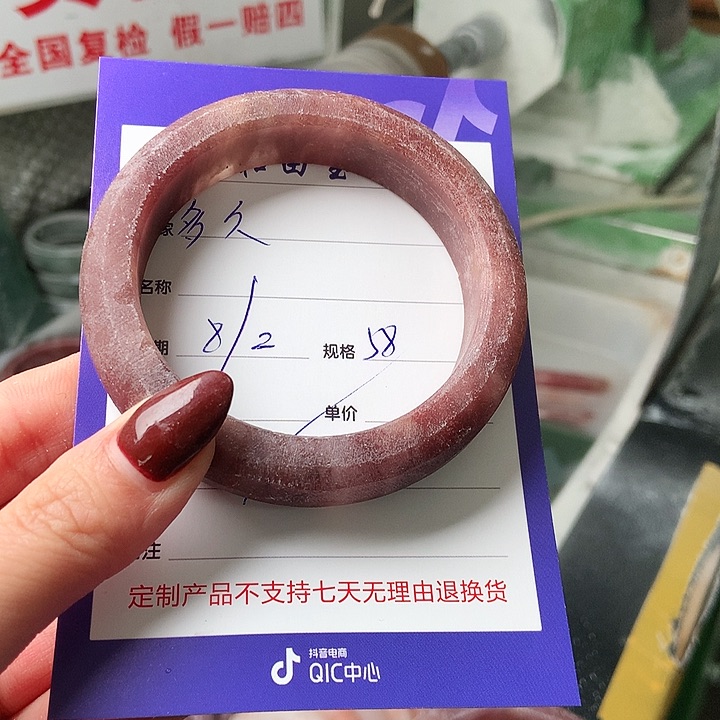 全国复检 假一赔四
多久
名称
期 8/2 规格 58
单价
注
定制产品不支持七天无理由退换货
抖音电商
QIC中心